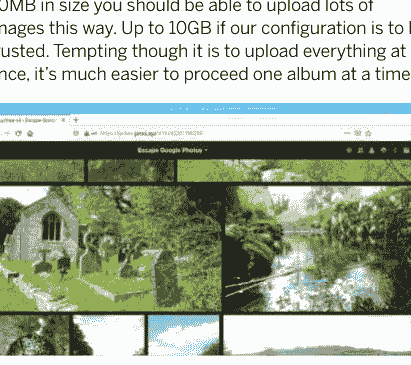 0MB in size you should be able to upload lots of
mages this way. Up to 10GB if our configuration is to
rusted. Tempting though it is to upload everything at
nce, it's much easier to proceed one album at a time
Escape Google Photos